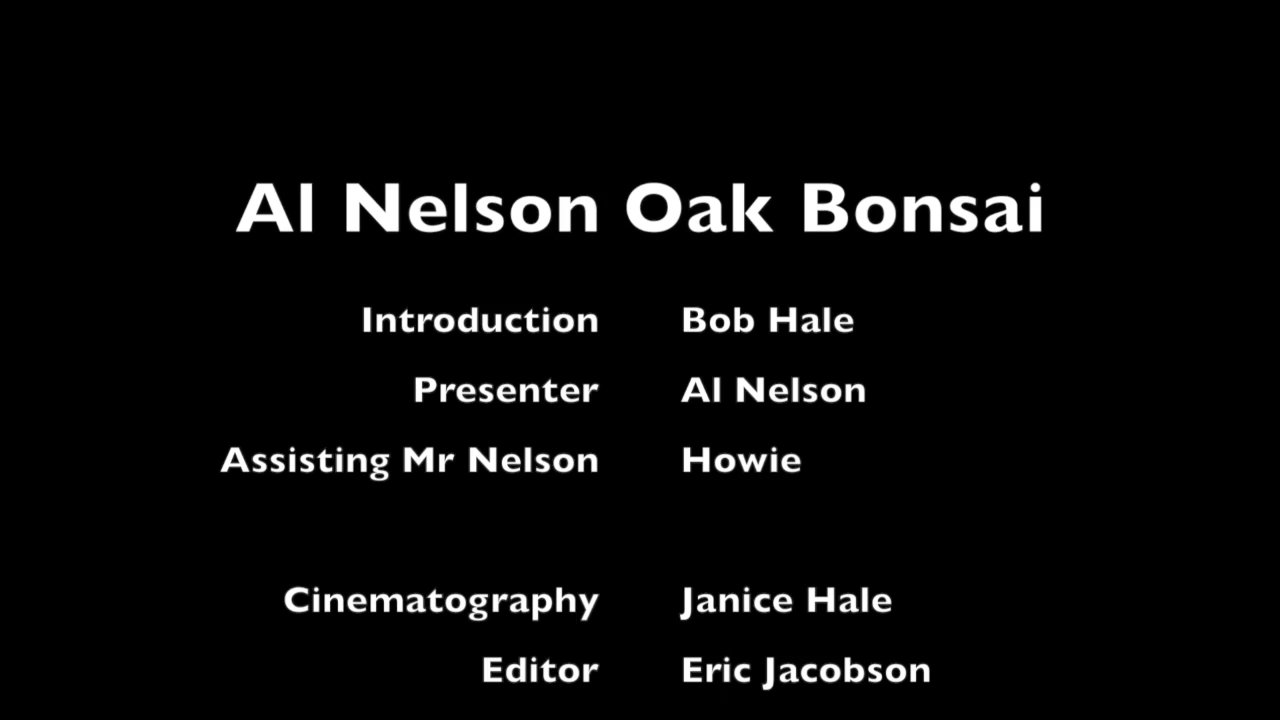 Al Nelson Oak Bonsai
Introduction Bob Hale
Presenter Al Nelson
Assisting Mr Nelson Howie
Cinematography Janice Hale
Editor Eric Jacobson